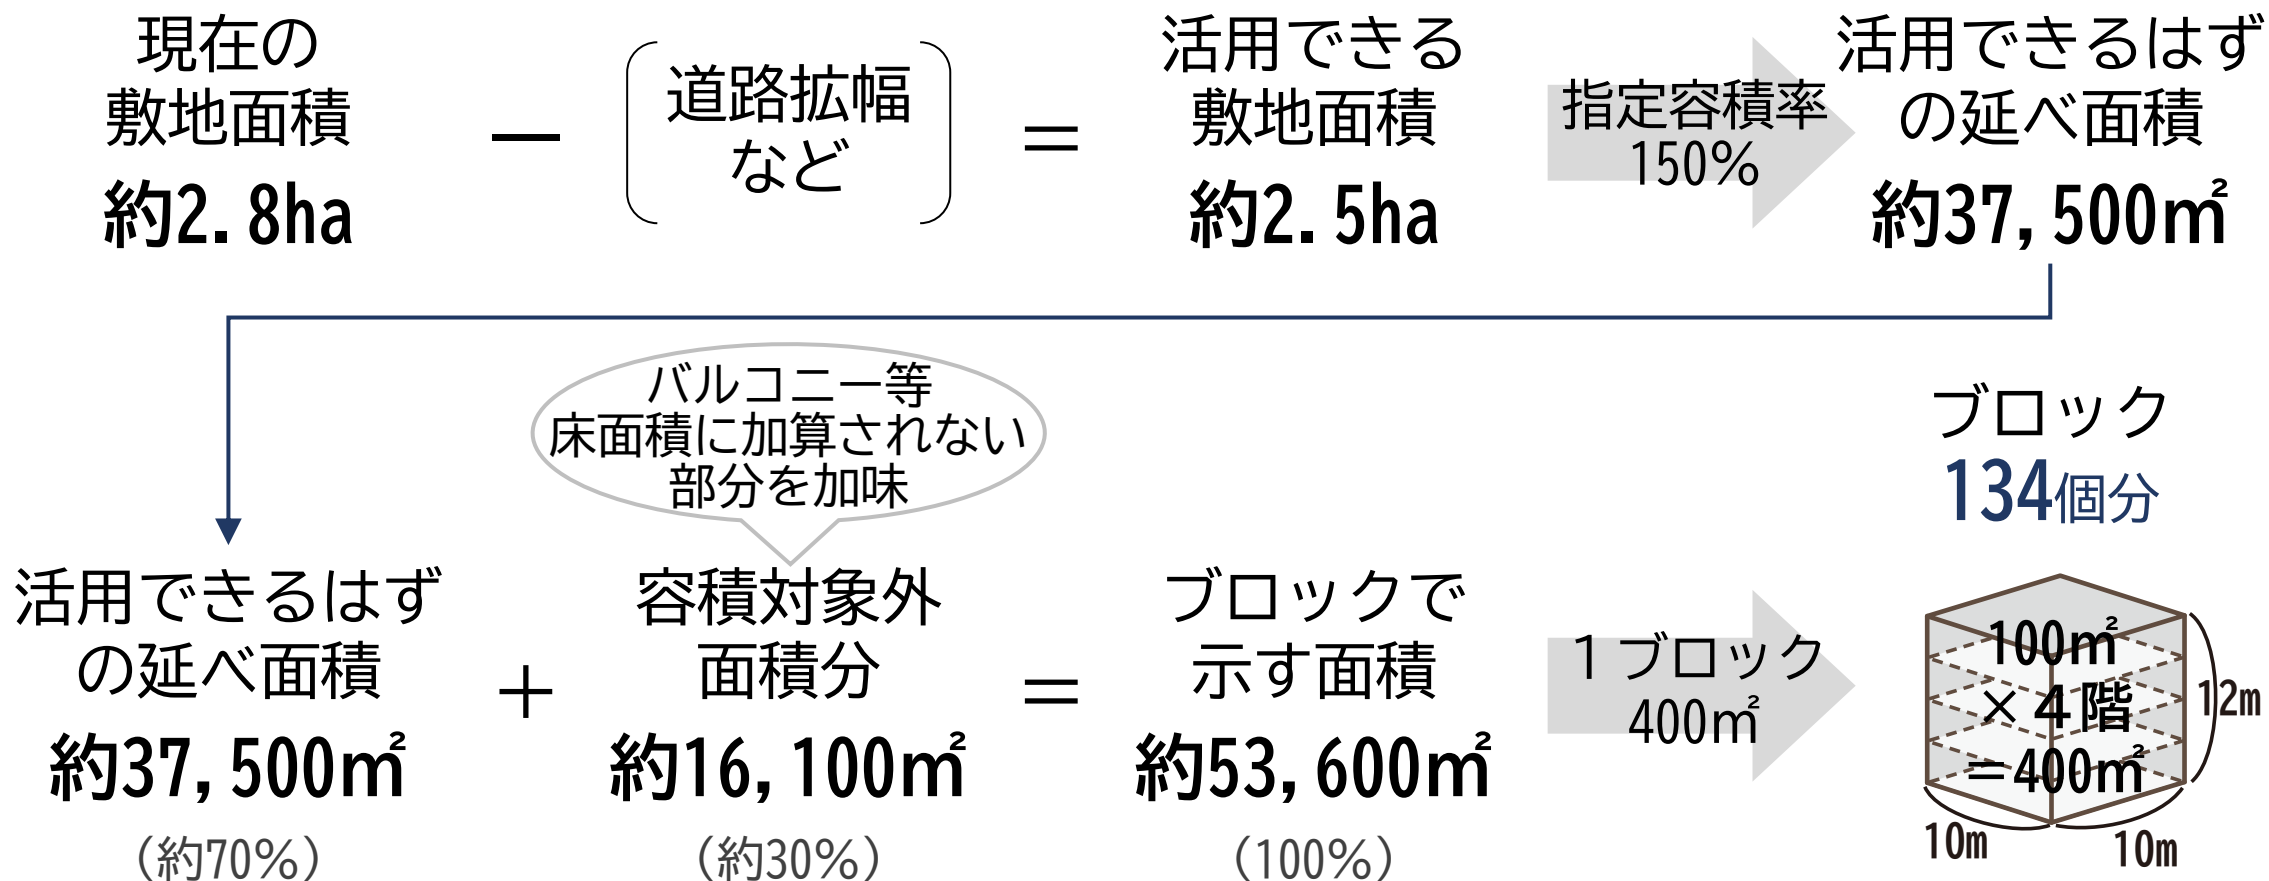 現在の
敷地面積
約2.8ha
－
道路拡幅
など
＝
活用できる
敷地面積
約2.5ha
指定容積率
150％
活用できるはず
の延べ面積
約37,500㎡
バルコニー等
床面積に加算されない
部分を加味
ブロック
134個分
活用できるはず
の延べ面積
約37,500㎡
（約70％）
＋
容積対象外
面積分
約16,100㎡
（約30％）
＝
ブロックで
示す面積
約53,600㎡
（100％）
１ブロック
400㎡
100㎡
×４階
＝400㎡
12m
10m
10m